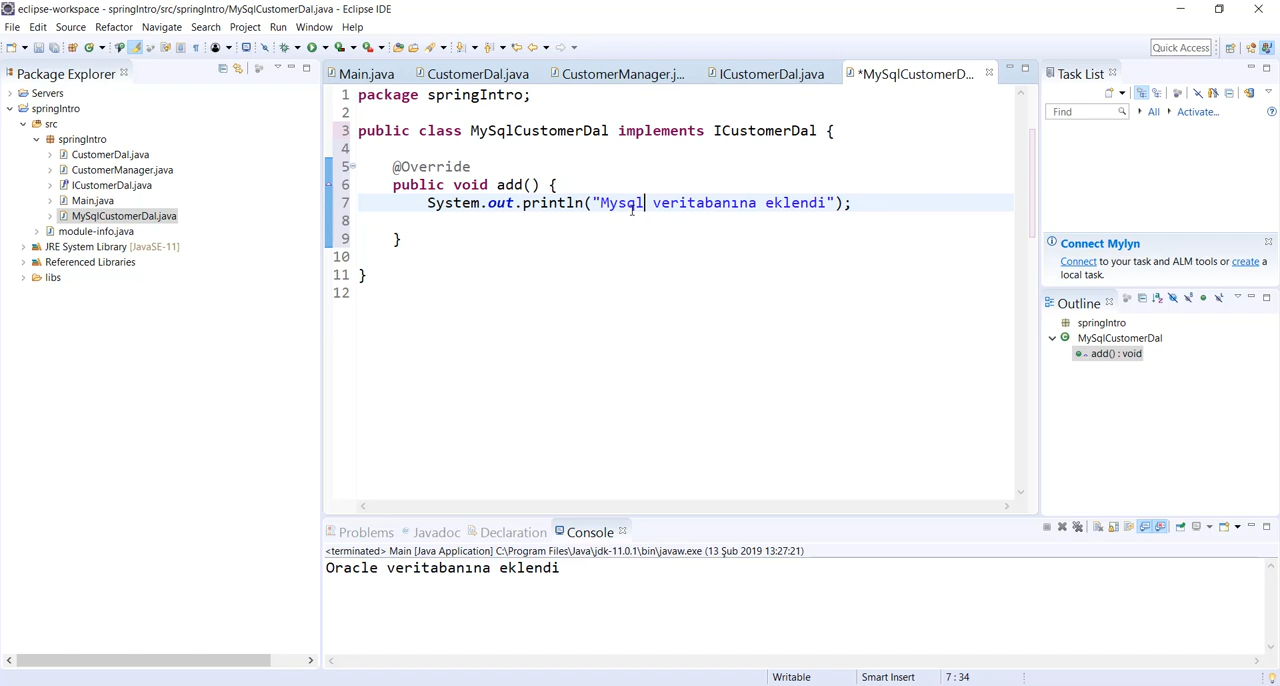 eclipse-workspace - springIntro/src/springIntro/MySqlCustomerDal.java - Eclipse IDE
File Edit Source Refactor Navigate Search Project Run Window Help
Quick Access
Package Explorer
Servers
springIntro
src
springIntro
CustomerDal.java
CustomerManager.java
ICustomerDal.java
Main.java
MySqlCustomerDal.java
module-info.java
JRE System Library [JavaSE-11]
Referenced Libraries
libs
Main.java CustomerDal.java CustomerManager.j... ICustomerDal.java *MySqlCustomerD...
1 package springIntro;
2
3 public class MySqlCustomerDal implements ICustomerDal {
4
5 @Override
6 public void add() {
7 System.out.println("Mysql veritabanına eklendi");
8
9 }
10
11 }
12
Task List
Find All Activate...
Connect Mylyn
Connect to your task and ALM tools or create a
local task.
Outline
springIntro
MySqlCustomerDal
add() : void
Problems Javadoc Declaration Console
<terminated> Main [Java Application] C:\Program Files\Java\jdk-11.0.1\bin\javaw.exe (13 Şub 2019 13:27:21)
Oracle veritabanına eklendi
Writable Smart Insert 7 : 34